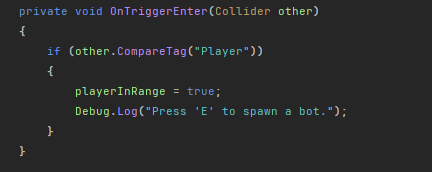 private void OnTriggerEnter(Collider other)
{
if (other.CompareTag("Player"))
{
playerInRange = true;
Debug.Log("Press 'E' to spawn a bot.");
}
}